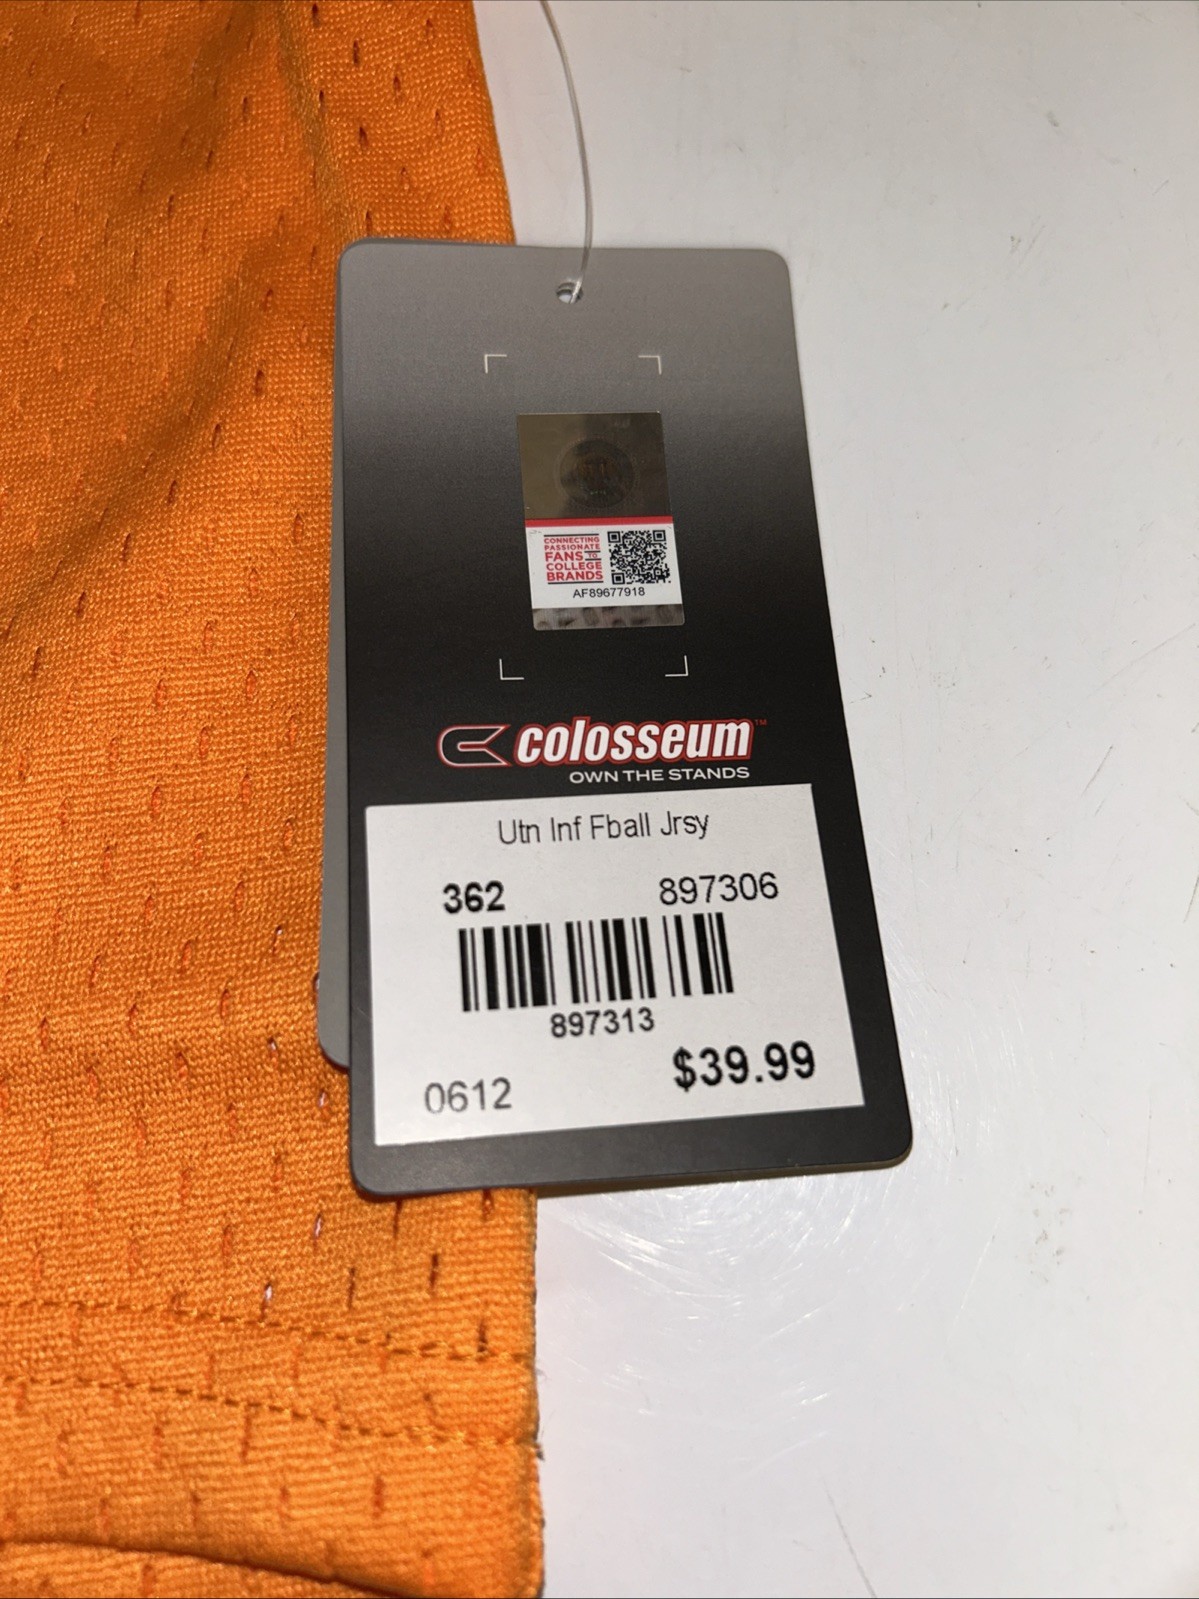 CONNECTING
PASSIONATE
FANS TO
COLLEGE
BRANDS
AF89677918
colosseum™
OWN THE STANDS
Utn Inf Fball Jrsy
362 897306
897313
$39.99
0612